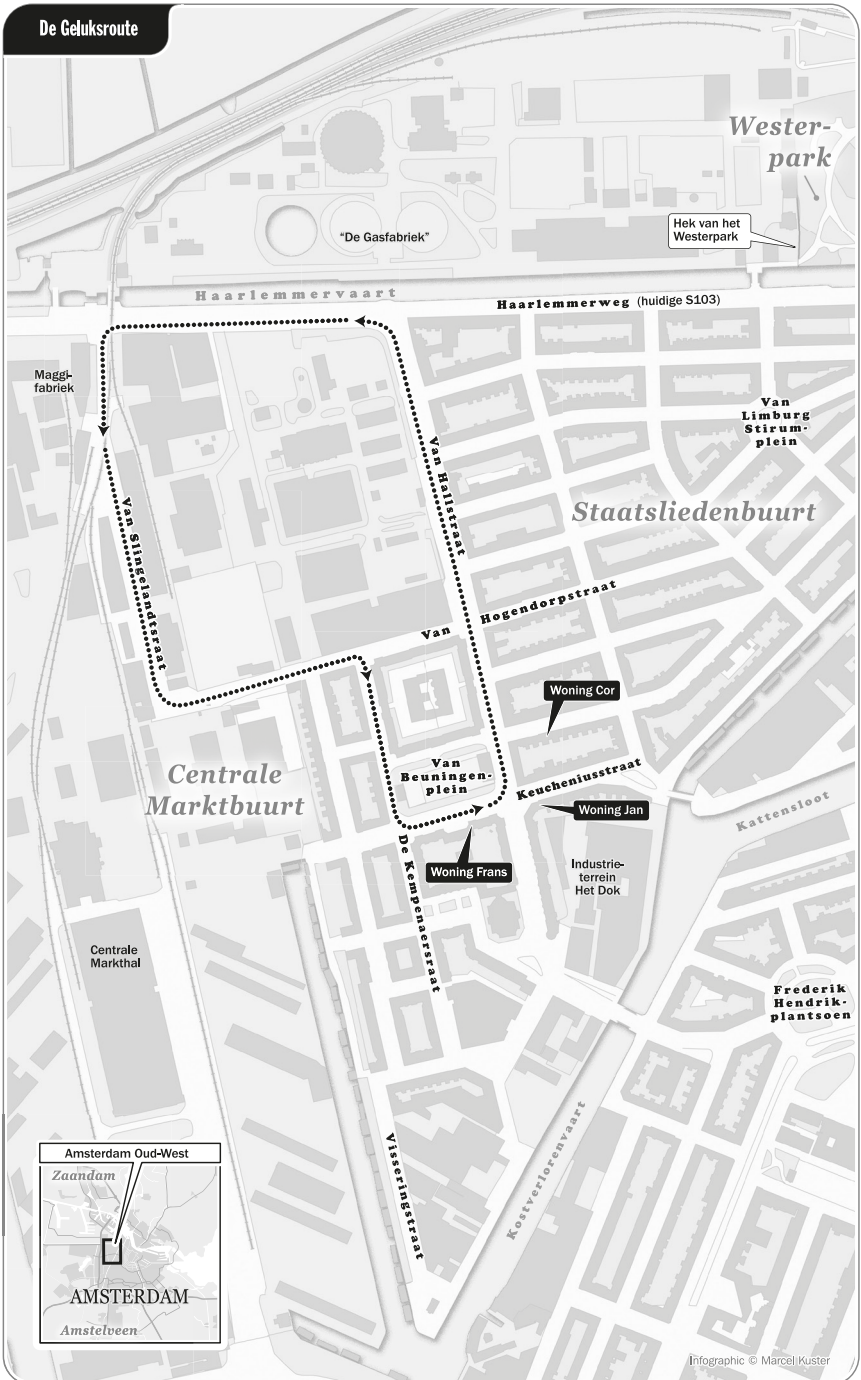 De Geluksroute
Wester-
park
Hek van het
Westerpark
"De Gasfabriek"
Haarlemmervaart
Haarlemmerweg (huidige S103)
Maggi-
fabriek
Van
Limburg
Stirum-
plein
Van Hallstraat
Staatsliedenbuurt
Van Slingelandtsraat
Van Hogendorpstraat
Woning Cor
Centrale
Marktbuurt
Van
Beuningen-
plein
Keucheniusstraat
Woning Jan
Kattensloot
Woning Frans
De Kempenaersraat
Industrie-
terrein
Het Dok
Centrale
Markthal
Frederik
Hendrik-
plantsoen
Visseringstraat
Kostverlorenvaart
Amsterdam Oud-West
Zaandam
AMSTERDAM
Amstelveen
Infographic © Marcel Kuster